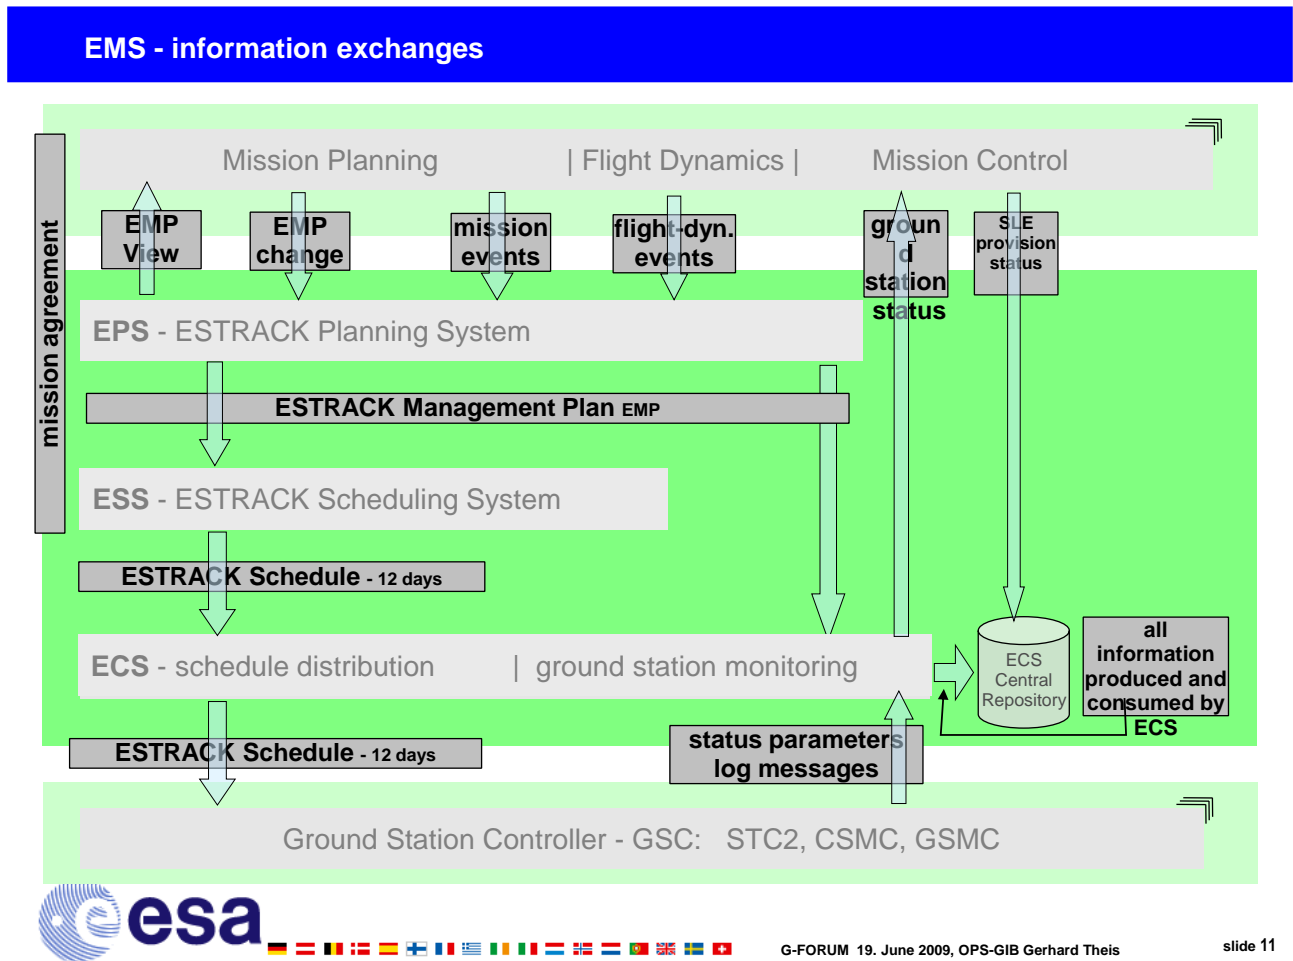 EMS - information exchanges
Mission Planning | Flight Dynamics | Mission Control
mission agreement
EMP
View
EMP
change
mission
events
flight-dyn.
events
groun
d
station
status
SLE
provision
status
EPS - ESTRACK Planning System
ESTRACK Management Plan EMP
ESS - ESTRACK Scheduling System
ESTRACK Schedule - 12 days
ECS - schedule distribution | ground station monitoring
ECS
Central
Repository
all
information
produced and
consumed by
ECS
ESTRACK Schedule - 12 days
status parameters
log messages
Ground Station Controller - GSC: STC2, CSMC, GSMC
esa
G-FORUM 19. June 2009, OPS-GIB Gerhard Theis
slide 11